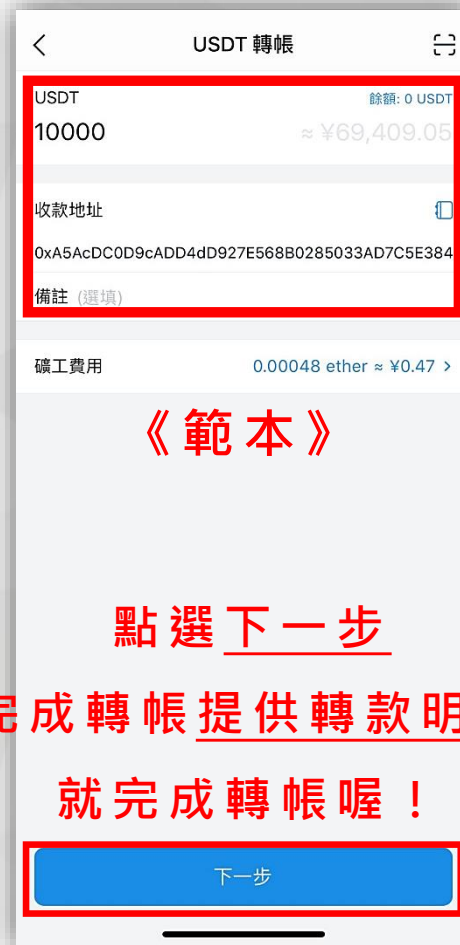 USDT 轉帳
USDT
餘額: 0 USDT
10000
≈ ¥69,409.05
收款地址
0xA5AcDC0D9cADD4dD927E568B0285033AD7C5E384
備註 (選填)
礦工費用
0.00048 ether ≈ ¥0.47 >
《範本》
點選下一步
完成轉帳提供轉款明
就完成轉帳喔！
下一步